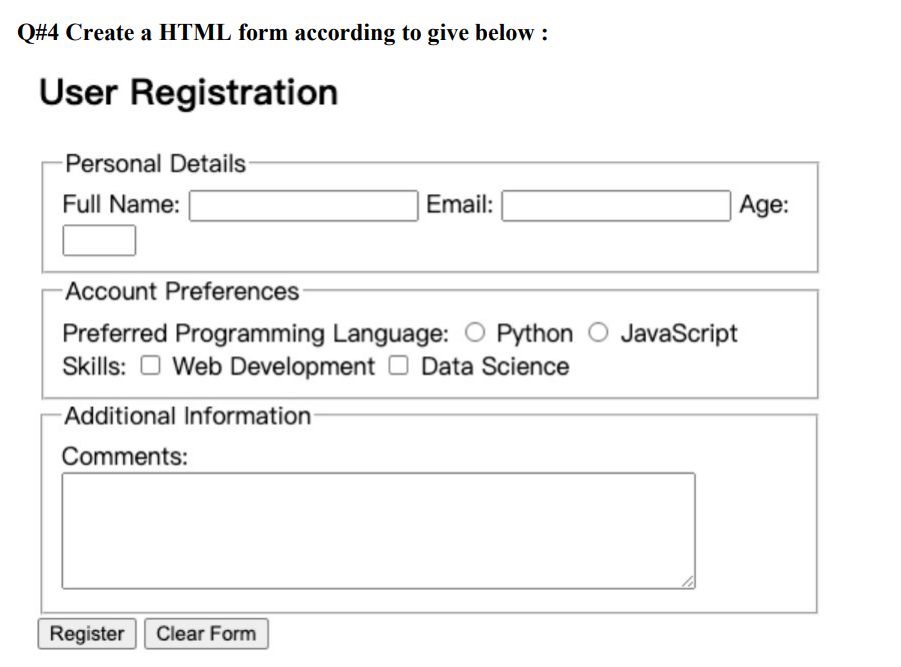 Q#4 Create a HTML form according to give below :
User Registration
Personal Details
Full Name: Email: Age:
Account Preferences
Preferred Programming Language: Python JavaScript
Skills: Web Development Data Science
Additional Information
Comments:
Register Clear Form